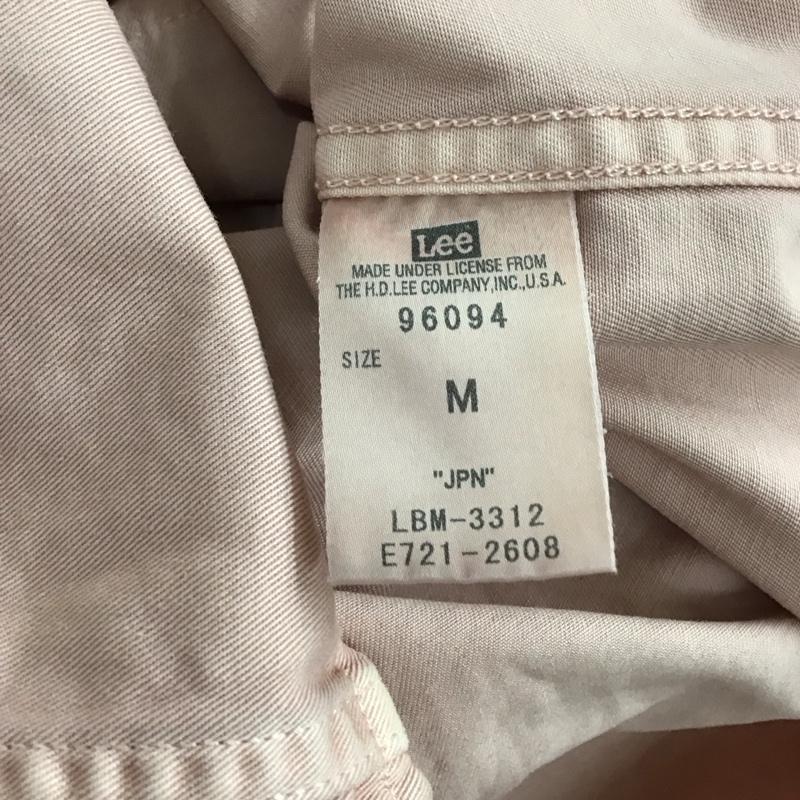 Lee
MADE UNDER LICENSE FROM
THE H.D.LEE COMPANY,INC.,U.S.A.
96094
SIZE
M
"JPN"
LBM-3312
E721-2608